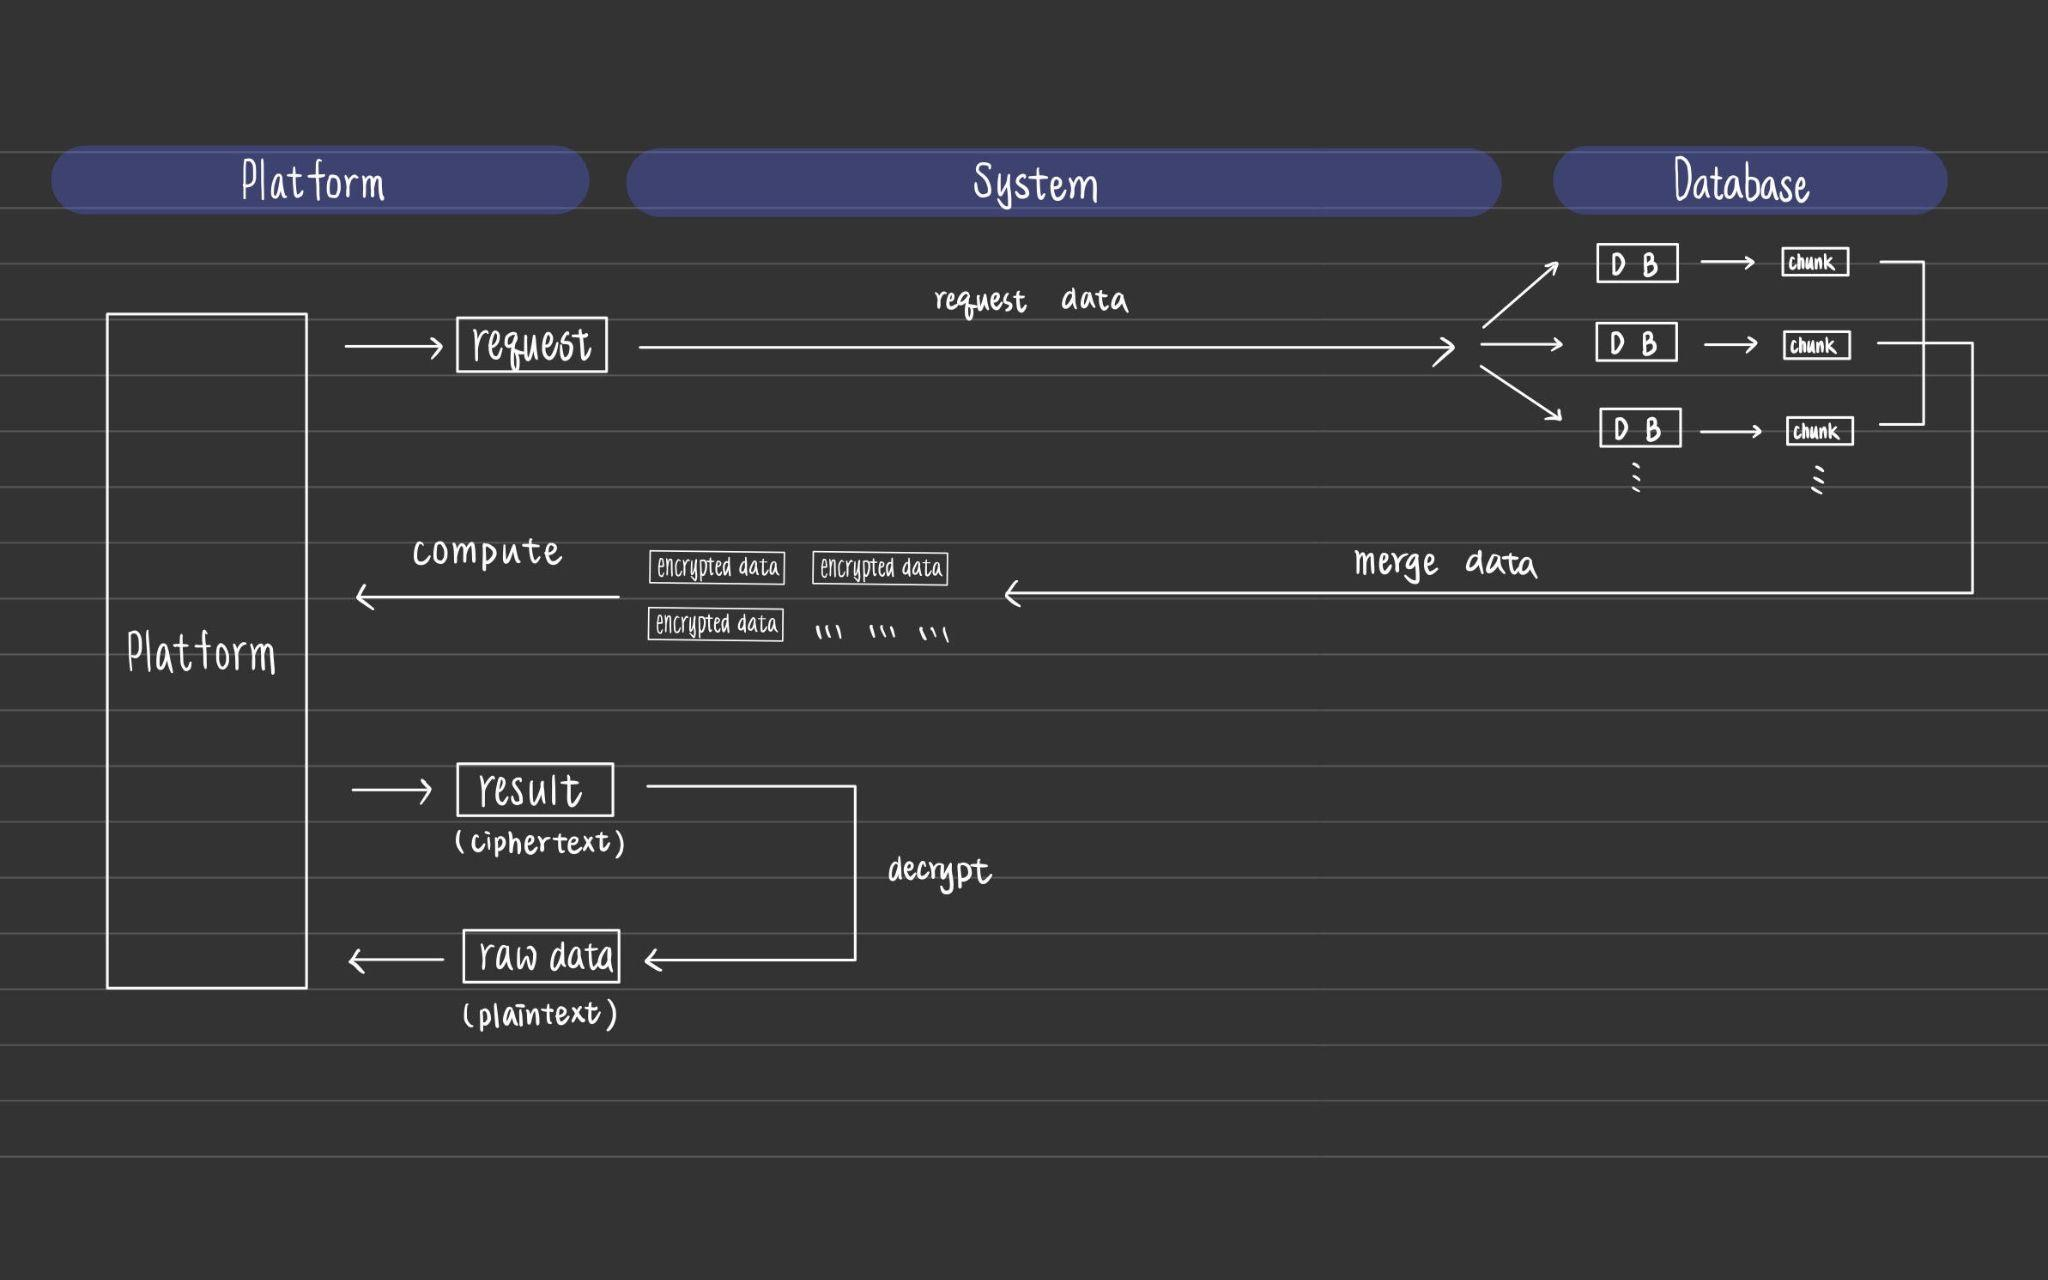 Platform
System
Database
D B
chunk
request data
request
D B
chunk
D B
chunk
compute
encrypted data
encrypted data
merge data
encrypted data
Platform
result
(ciphertext)
decrypt
raw data
(plaintext)